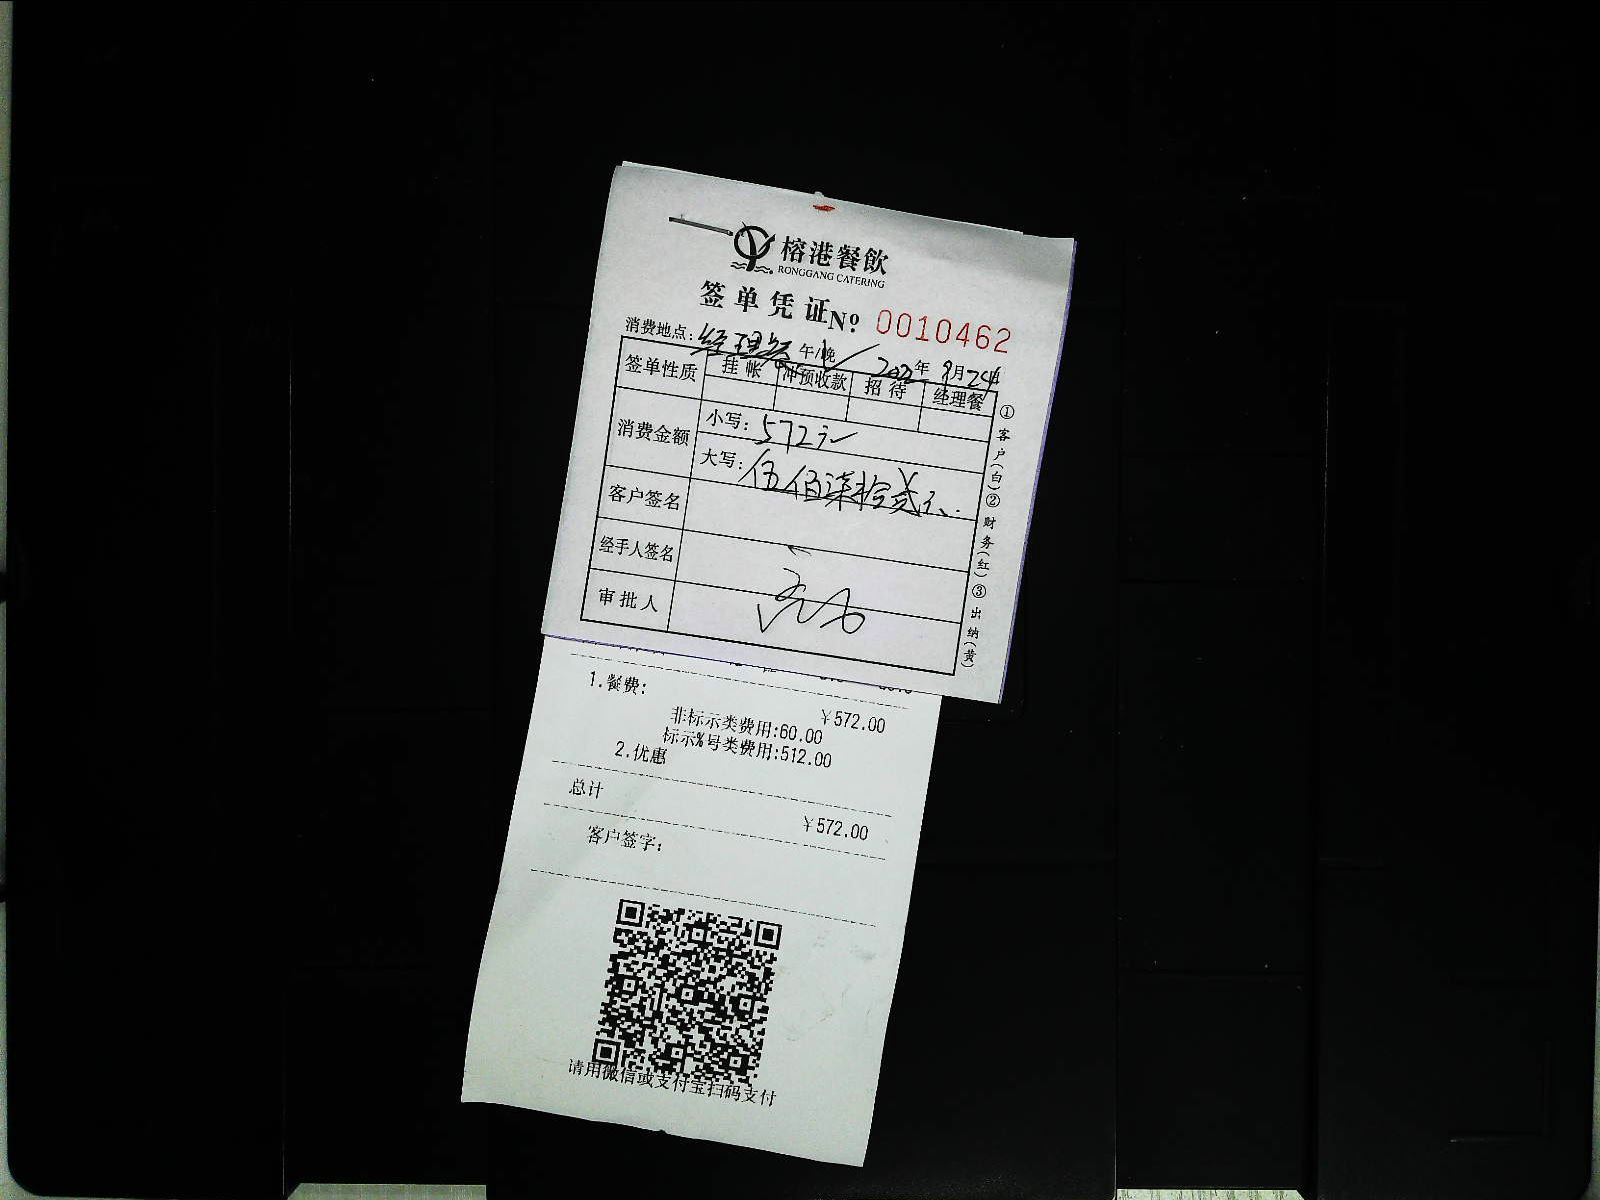 榕港餐飲
RONGGANG CATERING
签单凭证 Nº 0010462
消费地点：经理餐 午/晚 2022年9月24日
签单性质 挂帐 冲预收款 招待 经理餐
消费金额 小写：572元
大写：伍佰柒拾贰元
客户签名
经手人签名
审批人
①客户(白)②财务(红)③出纳(黄)
1.餐费: ￥572.00
非标示类费用:60.00
标示%号类费用:512.00
2.优惠
总计 ￥572.00
客户签字:
请用微信或支付宝扫码支付